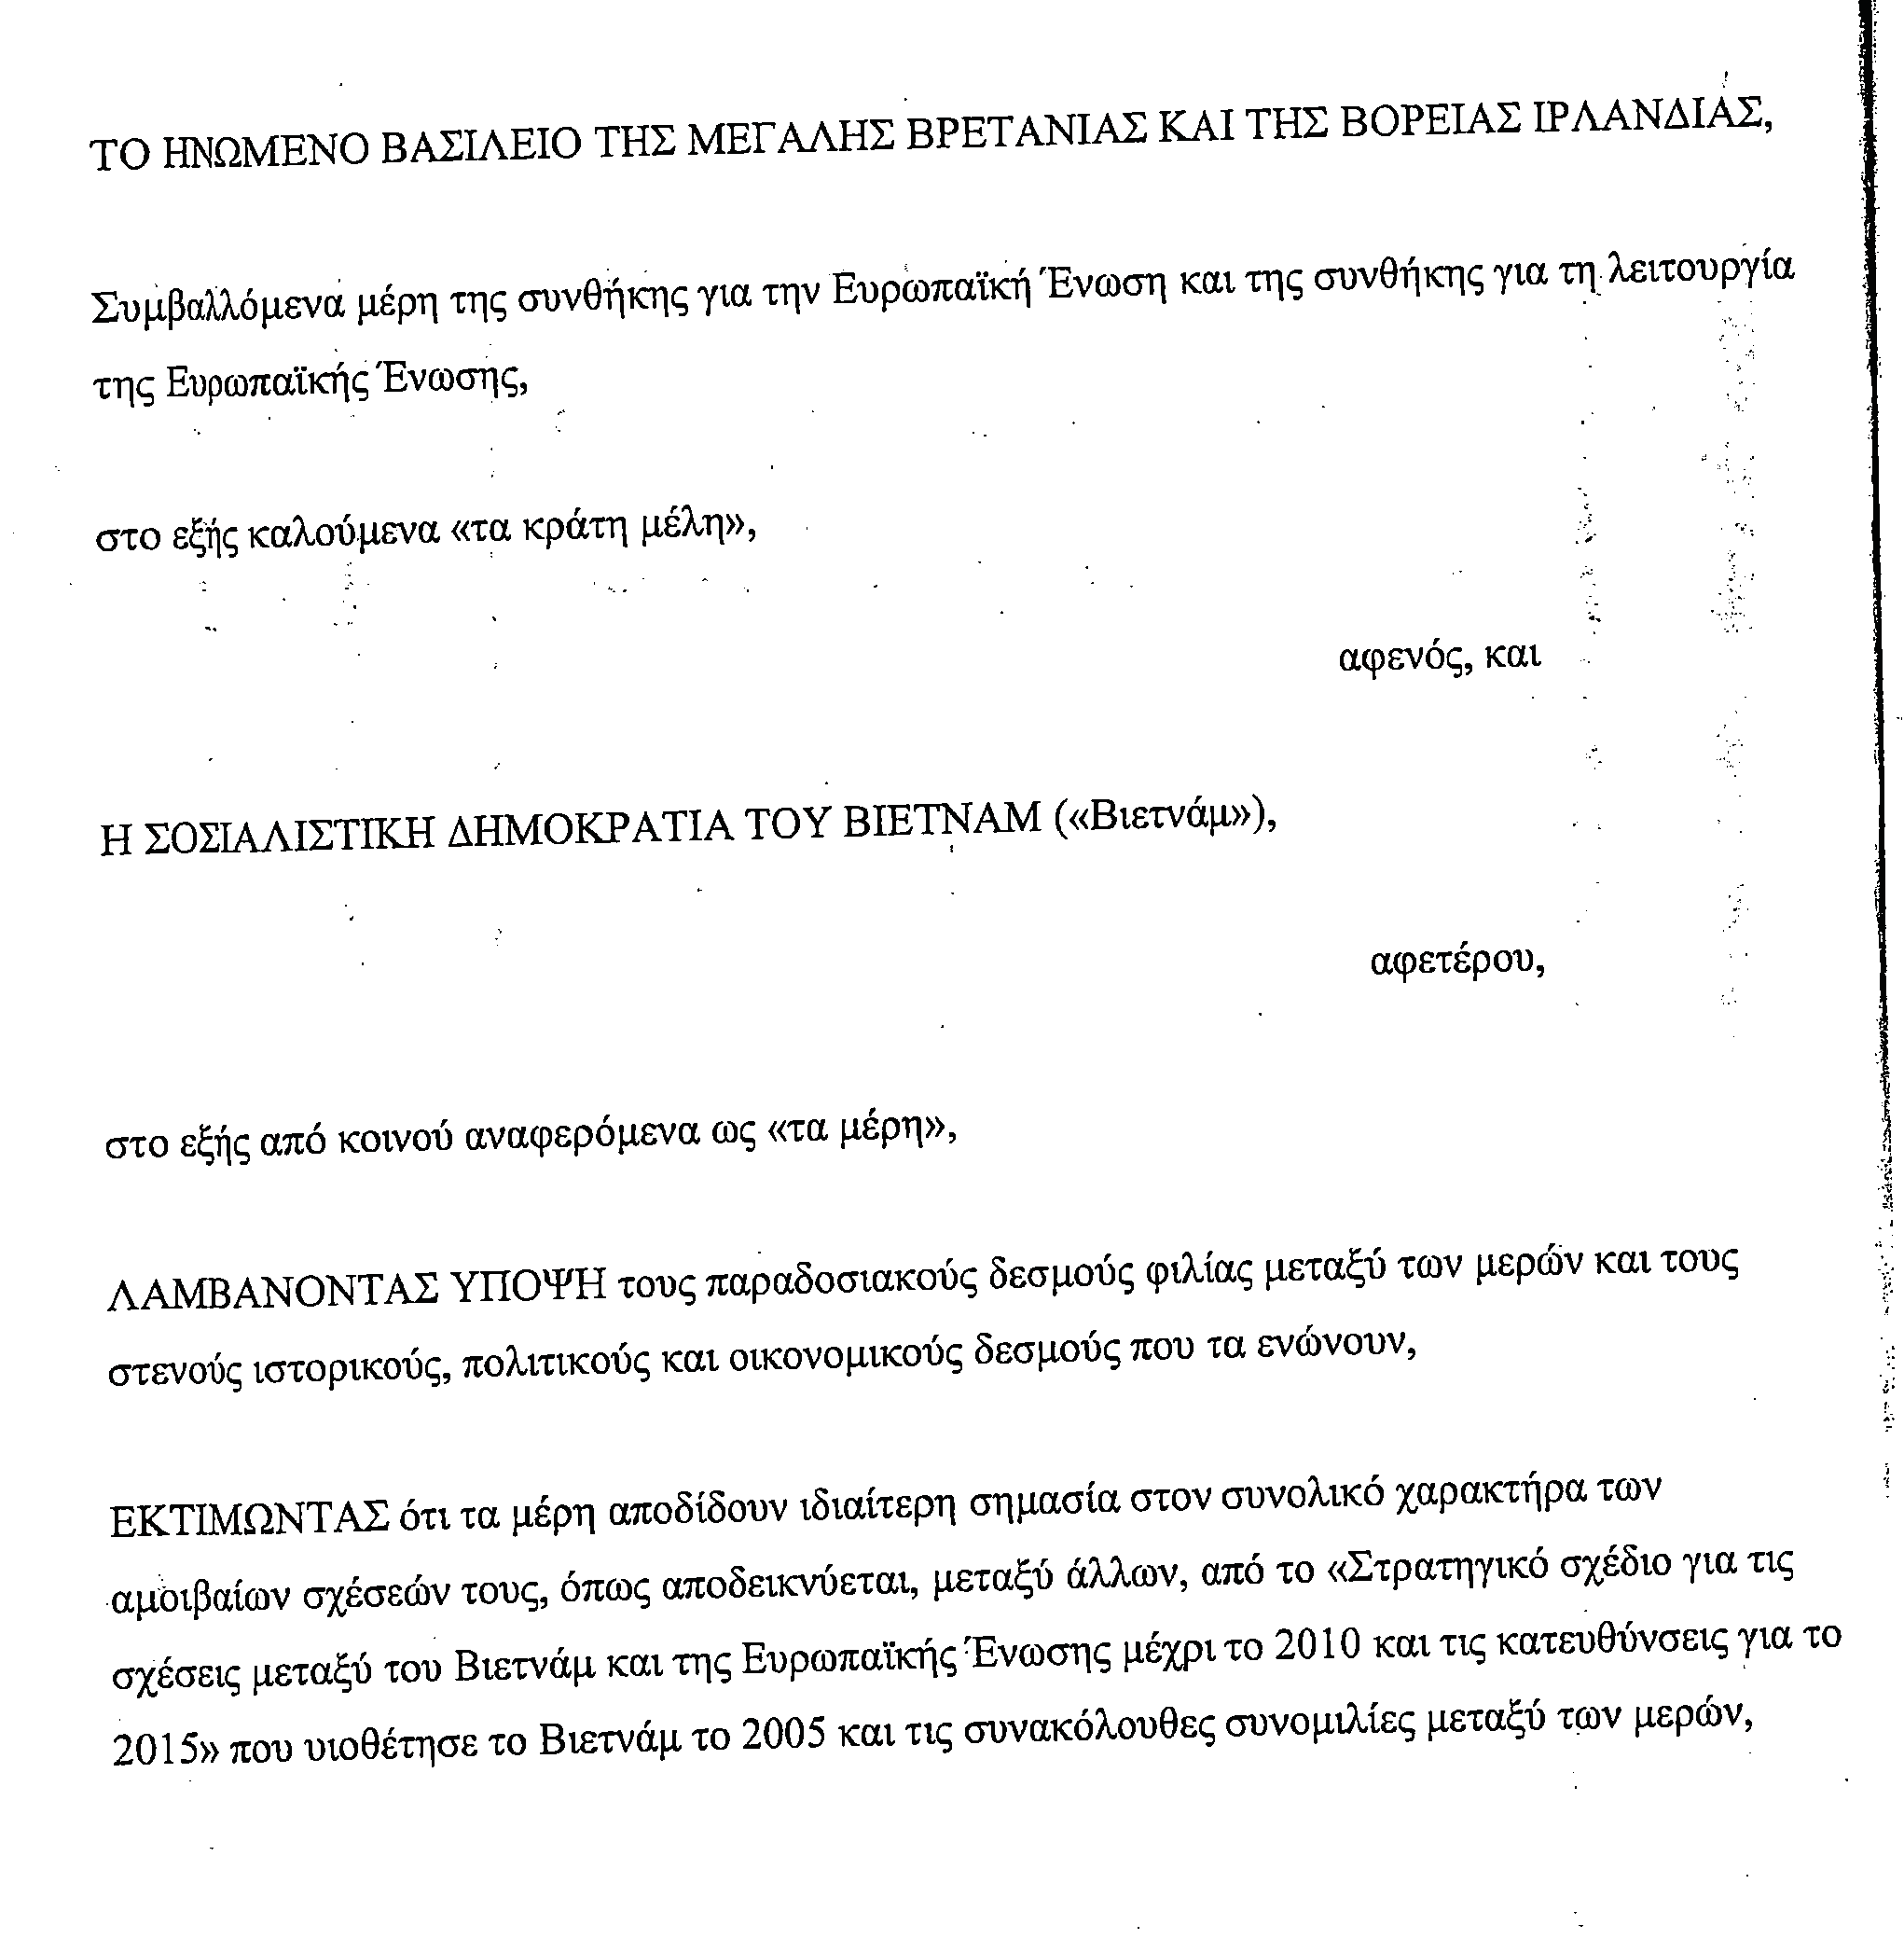 ΤΟ ΗΝΩΜΕΝΟ ΒΑΣΙΛΕΙΟ ΤΗΣ ΜΕΓΑΛΗΣ ΒΡΕΤΑΝΙΑΣ ΚΑΙ ΤΗΣ ΒΟΡΕΙΑΣ ΙΡΛΑΝΔΙΑΣ,
Συμβαλλόμενα μέρη της συνθήκης για την Ευρωπαϊκή Ένωση και της συνθήκης για τη λειτουργία
της Ευρωπαϊκής Ένωσης,
στο εξής καλούμενα «τα κράτη μέλη»,
αφενός, και
Η ΣΟΣΙΑΛΙΣΤΙΚΗ ΔΗΜΟΚΡΑΤΙΑ ΤΟΥ ΒΙΕΤΝΑΜ («Βιετνάμ»),
αφετέρου,
στο εξής από κοινού αναφερόμενα ως «τα μέρη»,
ΛΑΜΒΑΝΟΝΤΑΣ ΥΠΟΨΗ τους παραδοσιακούς δεσμούς φιλίας μεταξύ των μερών και τους
στενούς ιστορικούς, πολιτικούς και οικονομικούς δεσμούς που τα ενώνουν,
ΕΚΤΙΜΩΝΤΑΣ ότι τα μέρη αποδίδουν ιδιαίτερη σημασία στον συνολικό χαρακτήρα των
αμοιβαίων σχέσεών τους, όπως αποδεικνύεται, μεταξύ άλλων, από το «Στρατηγικό σχέδιο για τις
σχέσεις μεταξύ του Βιετνάμ και της Ευρωπαϊκής Ένωσης μέχρι το 2010 και τις κατευθύνσεις για το
2015» που υιοθέτησε το Βιετνάμ το 2005 και τις συνακόλουθες συνομιλίες μεταξύ των μερών,